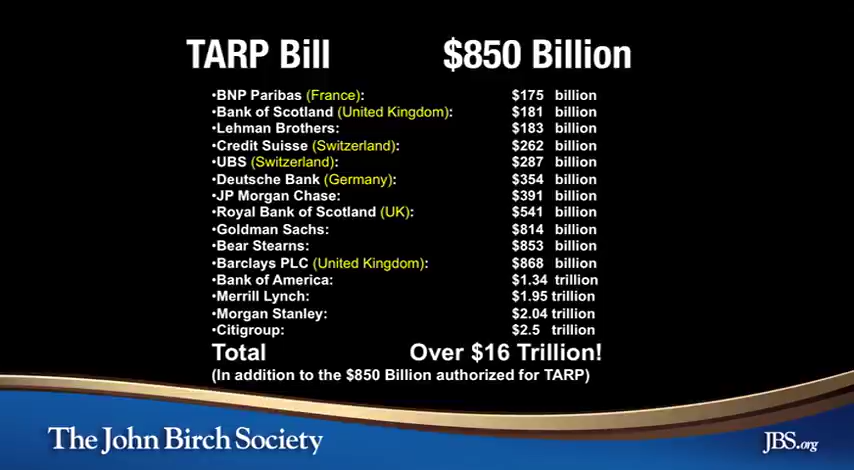 TARP Bill $850 Billion
•BNP Paribas (France): $175 billion
•Bank of Scotland (United Kingdom): $181 billion
•Lehman Brothers: $183 billion
•Credit Suisse (Switzerland): $262 billion
•UBS (Switzerland): $287 billion
•Deutsche Bank (Germany): $354 billion
•JP Morgan Chase: $391 billion
•Royal Bank of Scotland (UK): $541 billion
•Goldman Sachs: $814 billion
•Bear Stearns: $853 billion
•Barclays PLC (United Kingdom): $868 billion
•Bank of America: $1.34 trillion
•Merrill Lynch: $1.95 trillion
•Morgan Stanley: $2.04 trillion
•Citigroup: $2.5 trillion
Total Over $16 Trillion!
(In addition to the $850 Billion authorized for TARP)
The John Birch Society
JBS.org